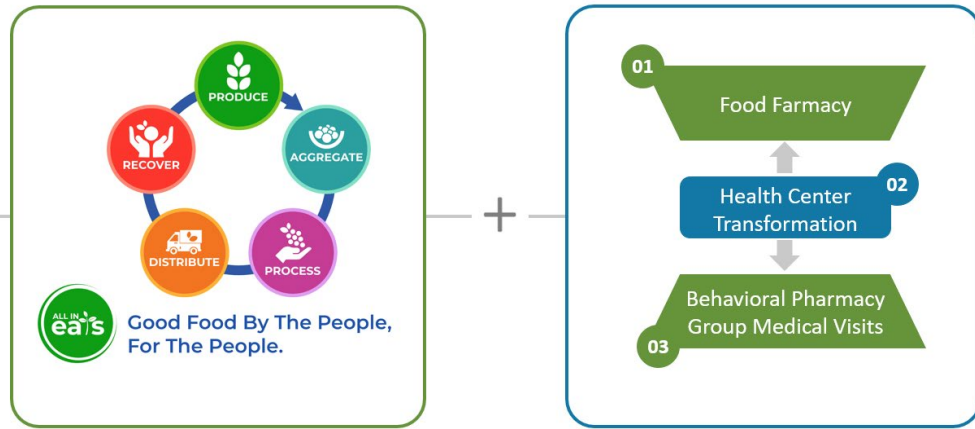 PRODUCE
AGGREGATE
PROCESS
DISTRIBUTE
RECOVER
ALL IN
eats
Good Food By The People,
For The People.
+
01
Food Farmacy
02
Health Center
Transformation
Behavioral Pharmacy
Group Medical Visits
03